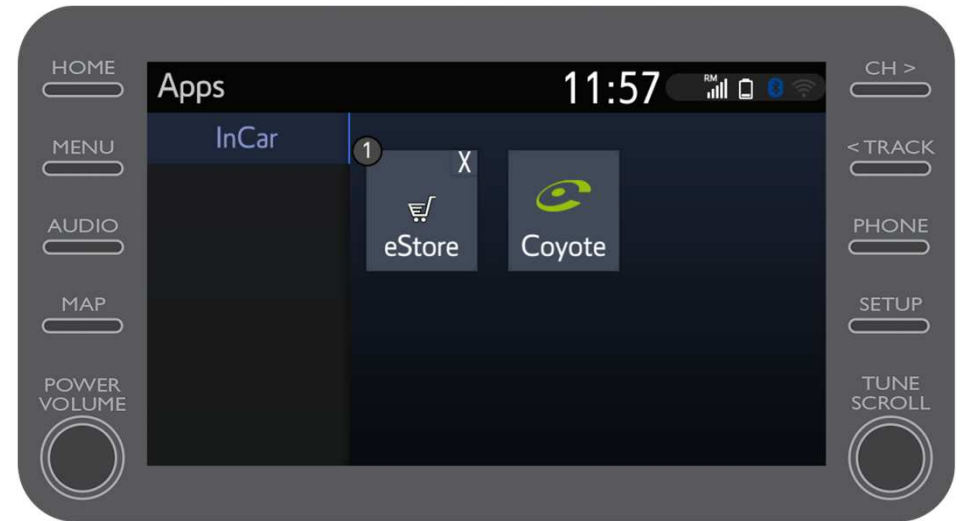 HOME
MENU
AUDIO
MAP
POWER
VOLUME
Apps
11:57
RM
InCar
1
X
eStore
Coyote
CH >
< TRACK
PHONE
SETUP
TUNE
SCROLL